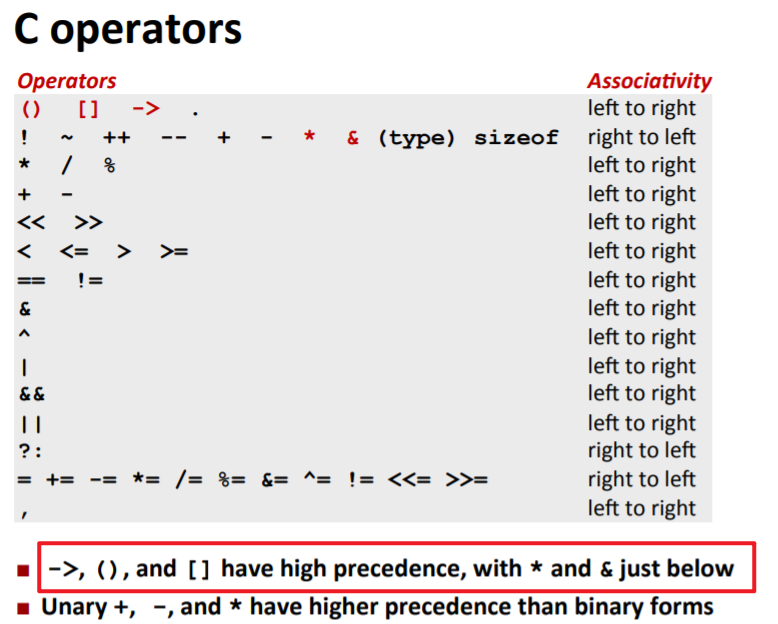 C operators
Operators Associativity
() [] -> . left to right
! ~ ++ -- + - * & (type) sizeof right to left
* / % left to right
+ - left to right
<< >> left to right
< <= > >= left to right
== != left to right
& left to right
^ left to right
| left to right
&& left to right
|| left to right
?: right to left
= += -= *= /= %= &= ^= != <<= >>= right to left
, left to right
->, (), and [] have high precedence, with * and & just below
Unary +, -, and * have higher precedence than binary forms